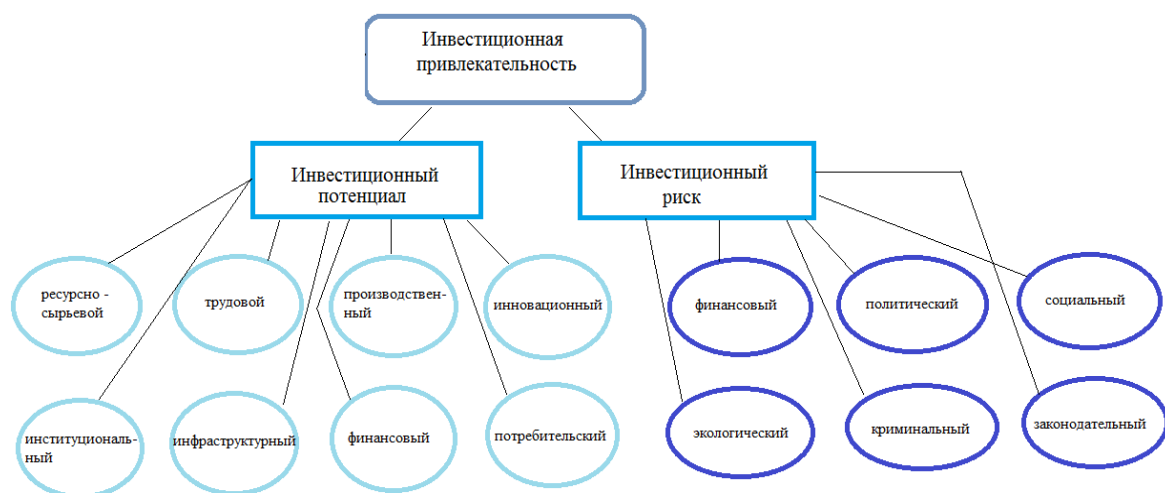 Инвестиционная
привлекательность
Инвестиционный
потенциал
Инвестиционный
риск
ресурсно -
сырьевой
трудовой
производствен-
ный
инновационный
финансовый
политический
социальный
институциональ-
ный
инфраструктурный
финансовый
потребительский
экологический
криминальный
законодательный